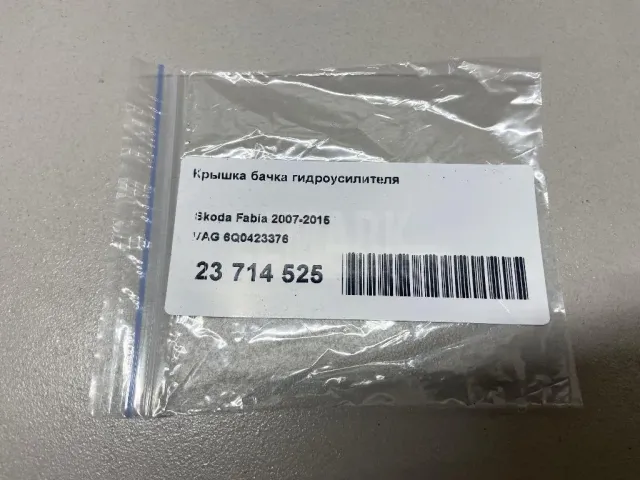 Крышка бачка гидроусилителя
Skoda Fabia 2007-2015
VAG 6Q0423376
23 714 525